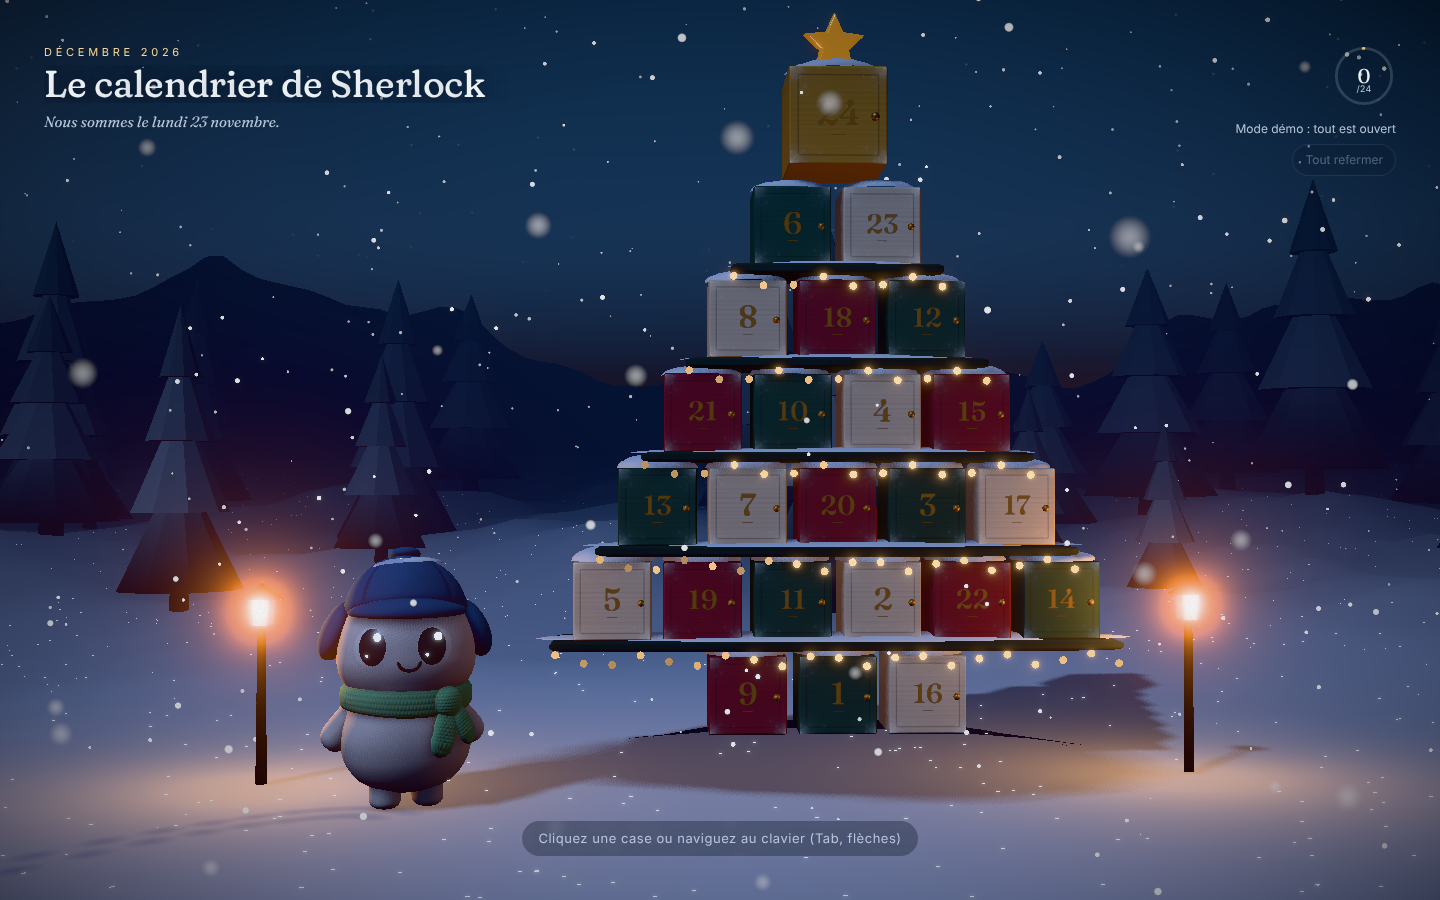 DÉCEMBRE 2026
Le calendrier de Sherlock
Nous sommes le lundi 23 novembre.
0
/24
Mode démo : tout est ouvert
Tout refermer
24
6 23
8 18 12
21 10 4 15
13 7 20 3 17
5 19 11 2 22 14
9 1 16
Cliquez une case ou naviguez au clavier (Tab, flèches)